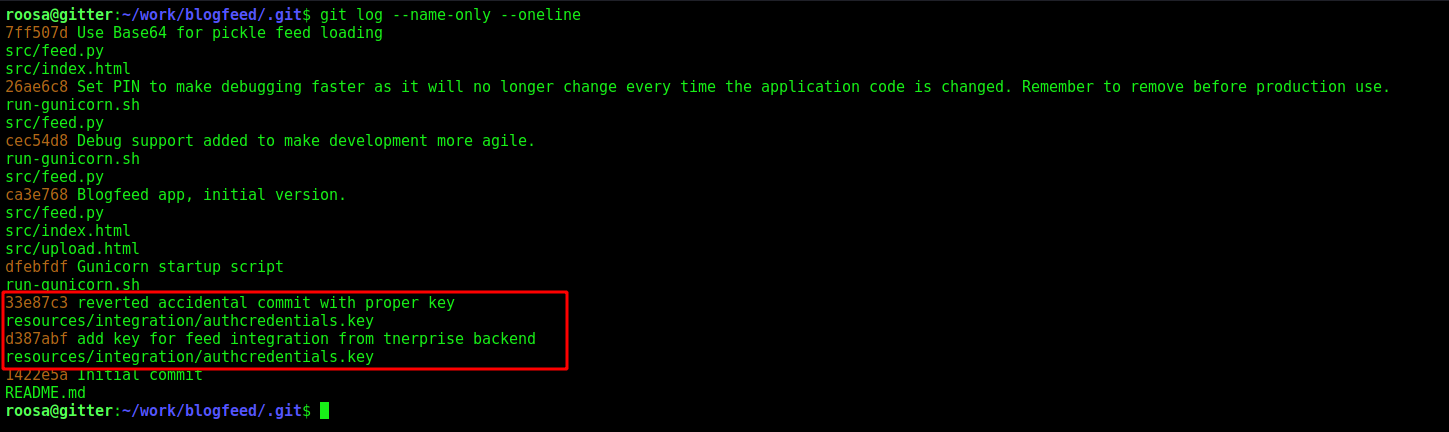 roosa@gitter:~/work/blogfeed/.git$ git log --name-only --oneline
7ff507d Use Base64 for pickle feed loading
src/feed.py
src/index.html
26ae6c8 Set PIN to make debugging faster as it will no longer change every time the application code is changed. Remember to remove before production use.
run-gunicorn.sh
src/feed.py
cec54d8 Debug support added to make development more agile.
run-gunicorn.sh
src/feed.py
ca3e768 Blogfeed app, initial version.
src/feed.py
src/index.html
src/upload.html
dfebfdf Gunicorn startup script
run-gunicorn.sh
33e87c3 reverted accidental commit with proper key
resources/integration/authcredentials.key
d387abf add key for feed integration from tnerprise backend
resources/integration/authcredentials.key
1422e5a Initial commit
README.md
roosa@gitter:~/work/blogfeed/.git$